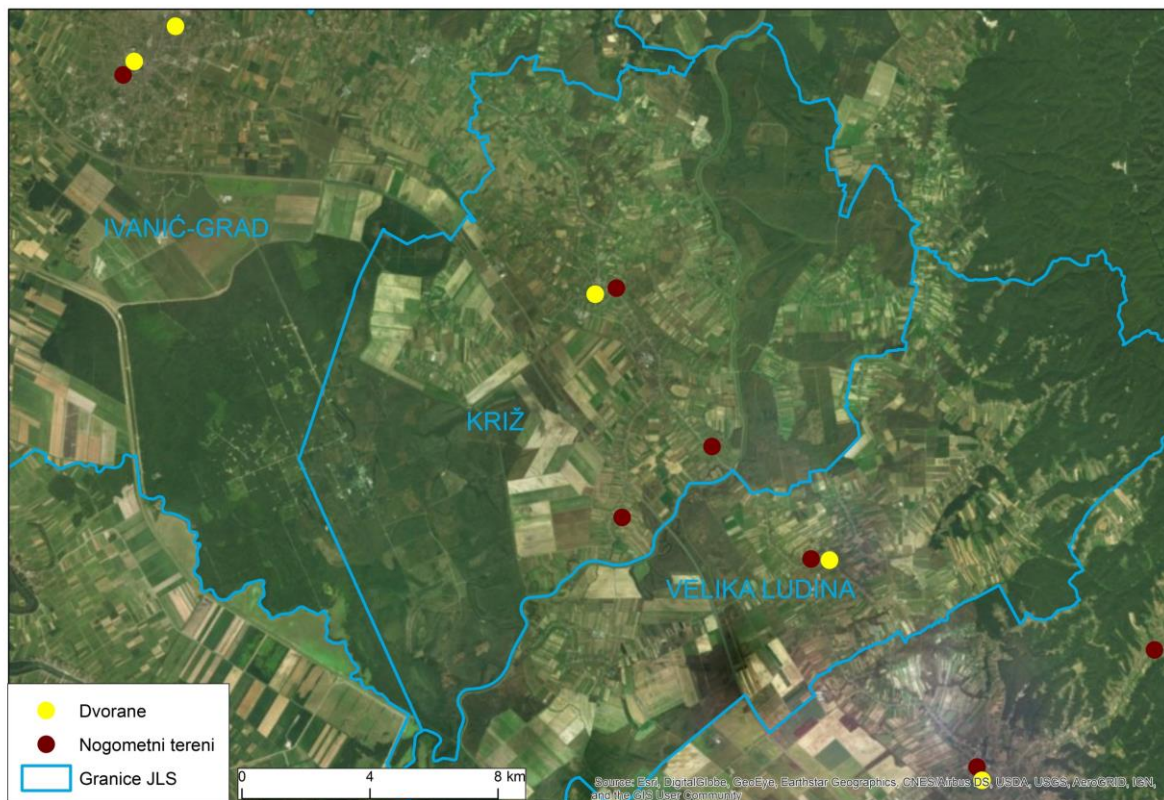 IVANIĆ-GRAD
KRIŽ
VELIKA LUDINA
Dvorane
Nogometni tereni
Granice JLS
0 4 8 km
Source: Esri, DigitalGlobe, GeoEye, Earthstar Geographics, CNES/Airbus DS, USDA, USGS, AeroGRID, IGN,
and the GIS User Community